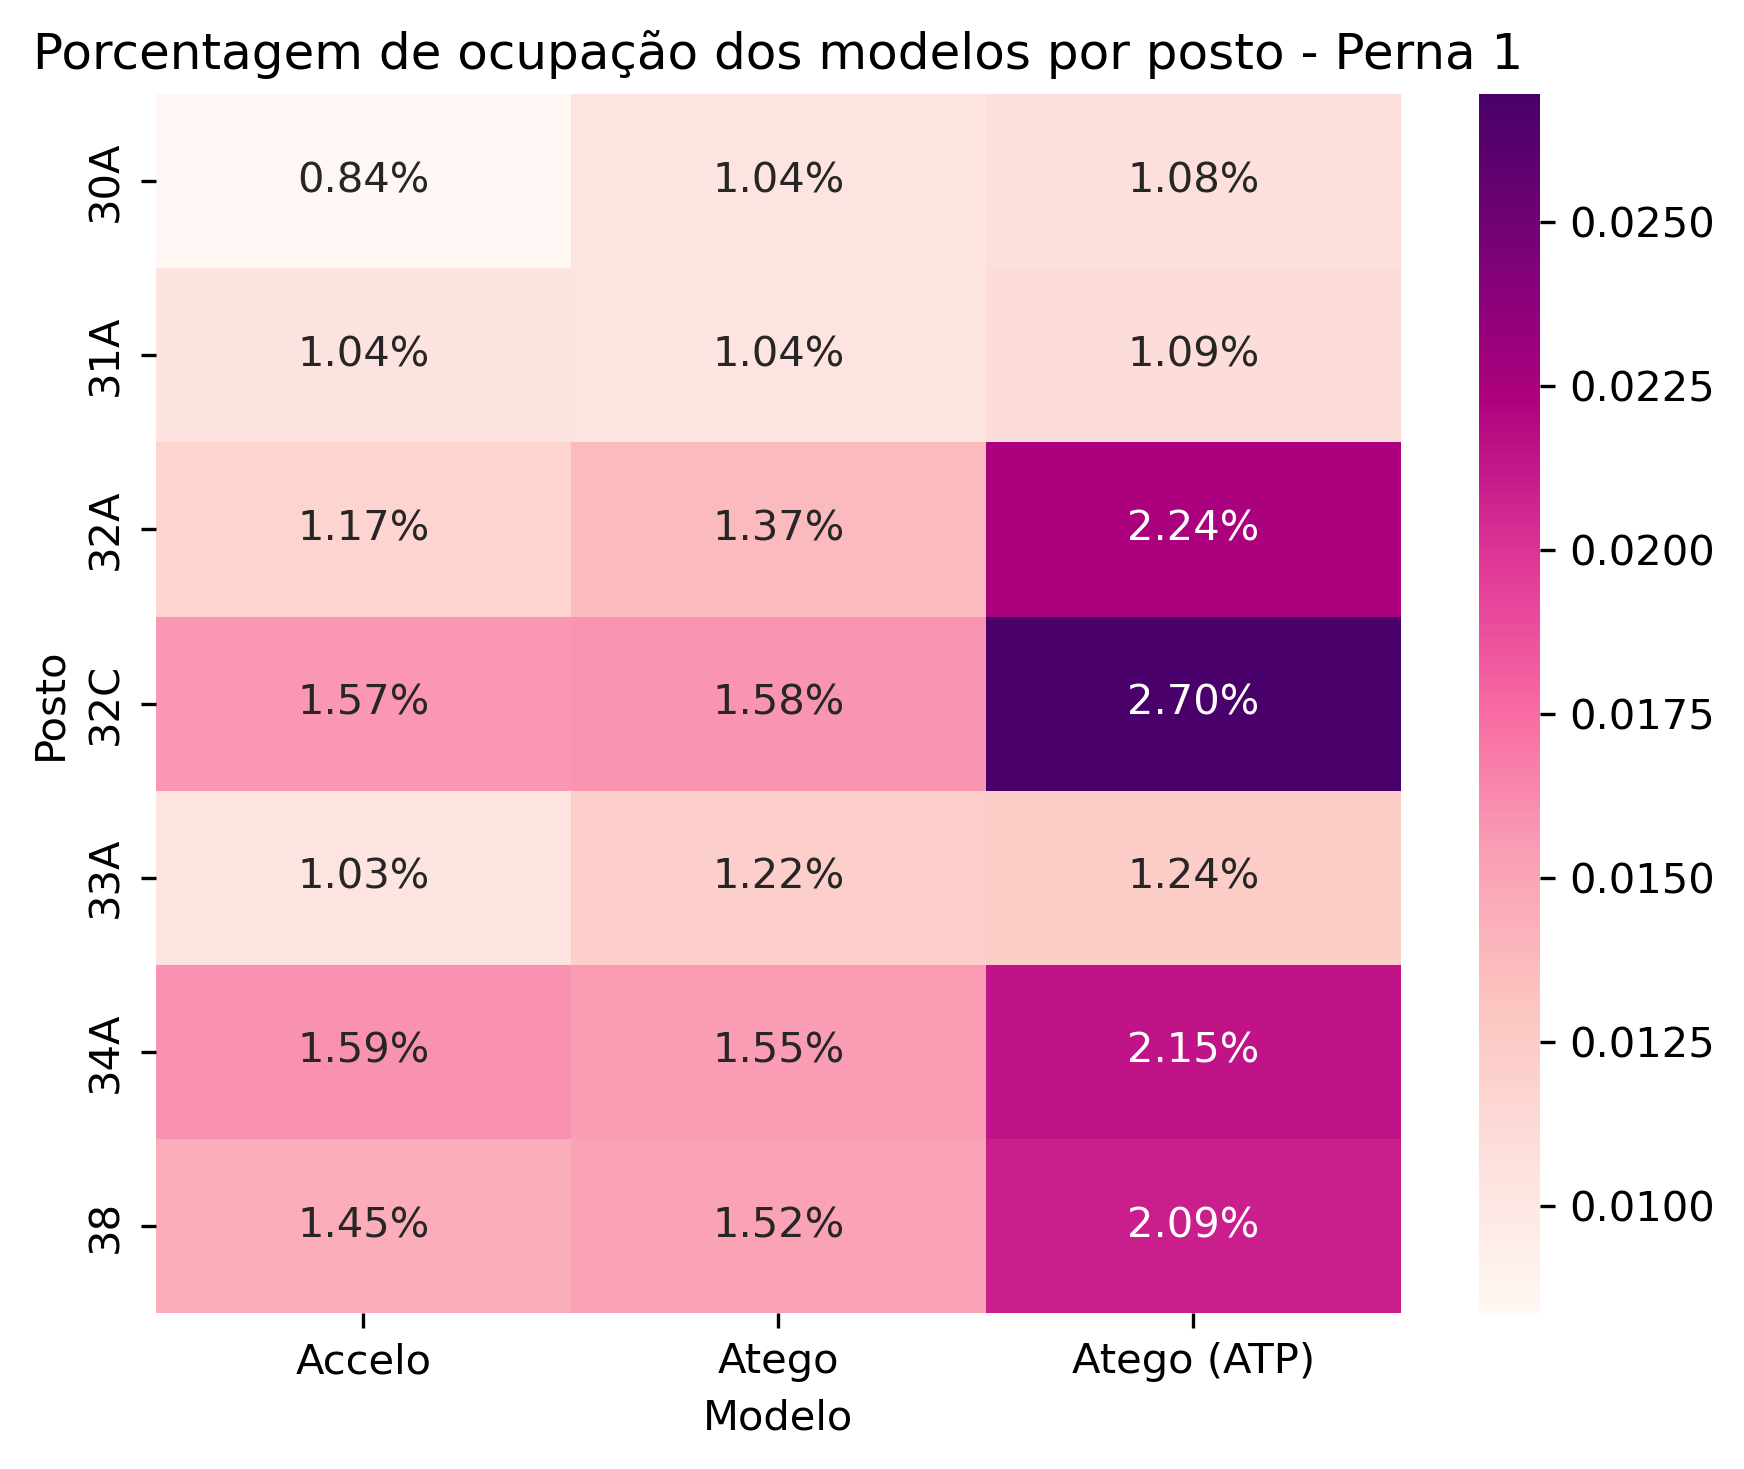 Porcentagem de ocupação dos modelos por posto - Perna 1
Posto
30A 0.84% 1.04% 1.08%
31A 1.04% 1.04% 1.09%
32A 1.17% 1.37% 2.24%
32C 1.57% 1.58% 2.70%
33A 1.03% 1.22% 1.24%
34A 1.59% 1.55% 2.15%
38 1.45% 1.52% 2.09%
Accelo Atego Atego (ATP)
Modelo
0.0250
0.0225
0.0200
0.0175
0.0150
0.0125
0.0100